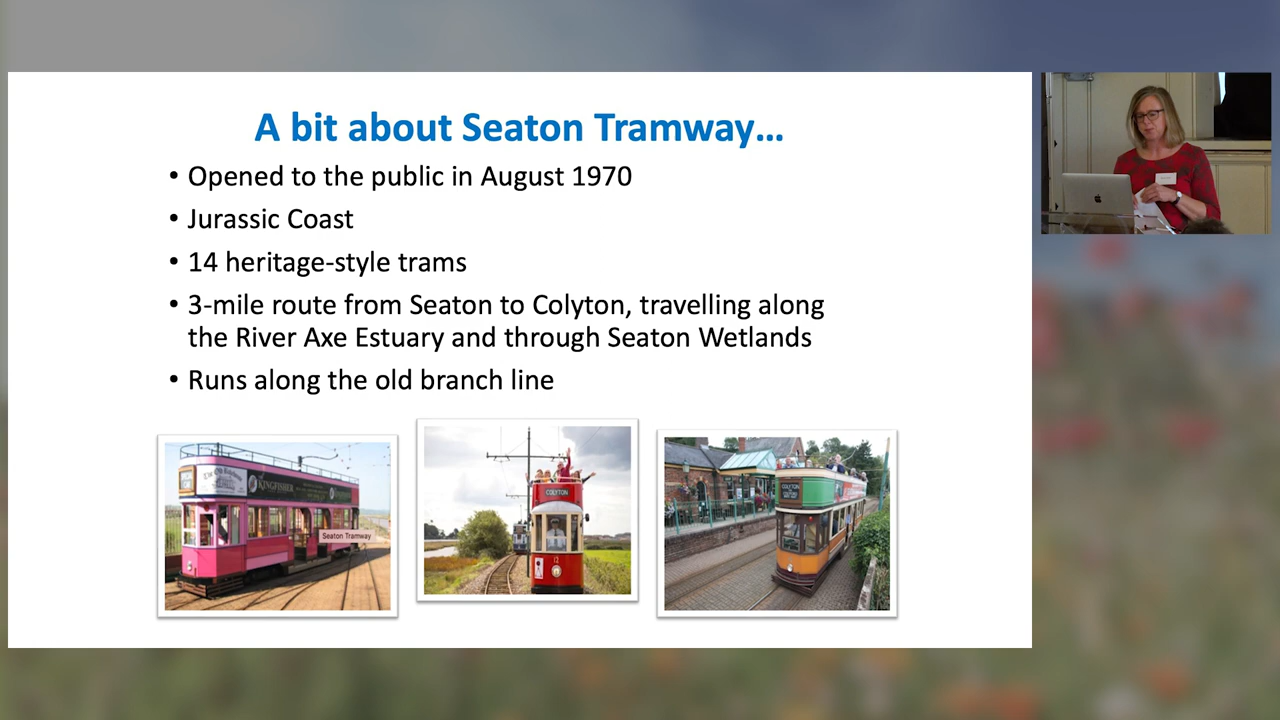 A bit about Seaton Tramway...
• Opened to the public in August 1970
• Jurassic Coast
• 14 heritage-style trams
• 3-mile route from Seaton to Colyton, travelling along
the River Axe Estuary and through Seaton Wetlands
• Runs along the old branch line
KINGFISHER
Seaton Tramway
COLYTON
COLYTON